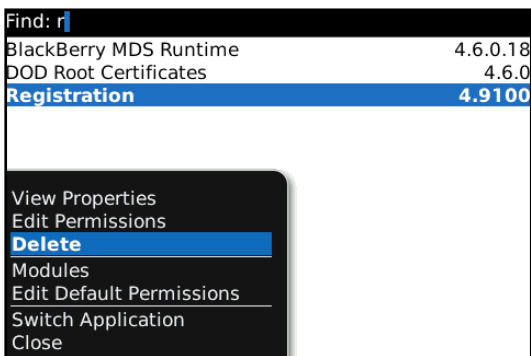 Find: r
BlackBerry MDS Runtime 4.6.0.18
DOD Root Certificates 4.6.0
Registration 4.9100
View Properties
Edit Permissions
Delete
Modules
Edit Default Permissions
Switch Application
Close